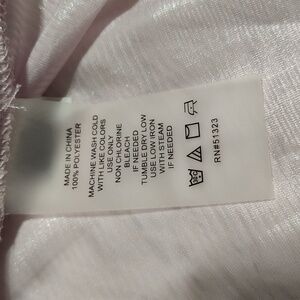 MADE IN CHINA
100% POLYESTER
MACHINE WASH COLD
WITH LIKE COLORS
USE ONLY
NON CHLORINE
BLEACH
IF NEEDED
TUMBLE DRY LOW
USE LOW IRON
WITH STEAM
IF NEEDED
RN#51323